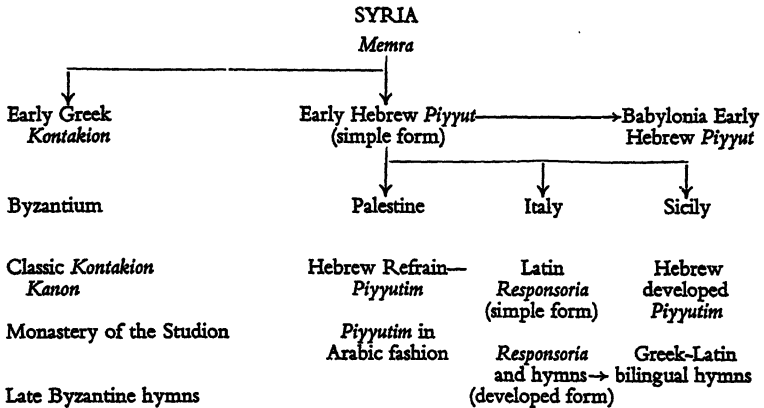 SYRIA
Memra
Early Greek
Kontakion
Early Hebrew Piyyut
(simple form)
Babylonia Early
Hebrew Piyyut
Byzantium
Palestine
Italy
Sicily
Classic Kontakion
Kanon
Hebrew Refrain—
Piyyutim
Latin
Responsoria
(simple form)
Hebrew
developed
Piyyutim
Monastery of the Studion
Piyyutim in
Arabic fashion
Responsoria
and hymns→
(developed form)
Greek-Latin
bilingual hymns
Late Byzantine hymns